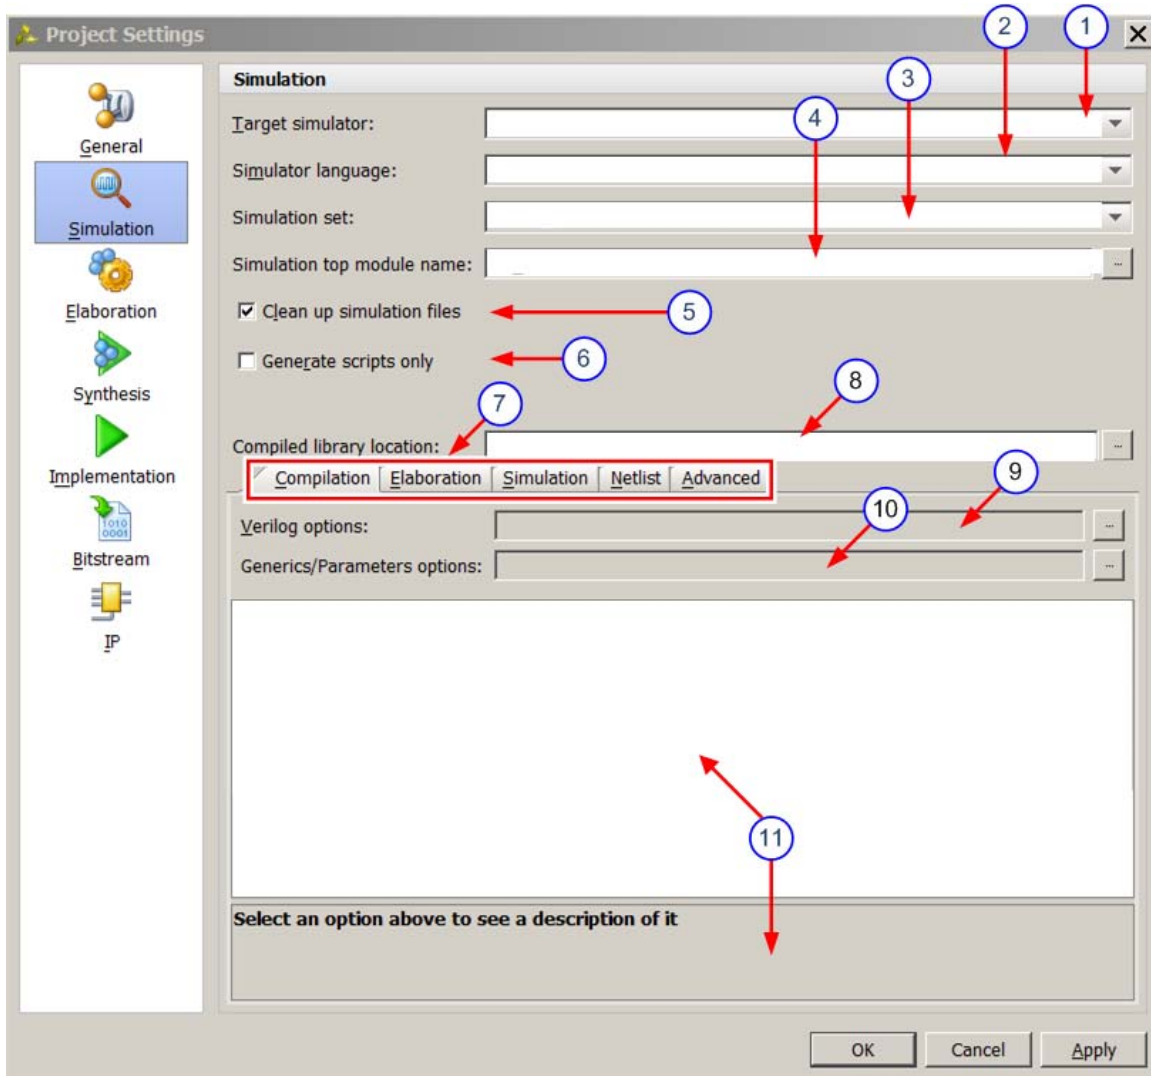 Project Settings
2
1
Simulation
3
Target simulator:
4
General
Simulator language:
Simulation set:
Simulation
Simulation top module name:
...
Clean up simulation files
5
Elaboration
Generate scripts only
6
8
Synthesis
7
Compiled library location:
...
Compilation Elaboration Simulation Netlist Advanced
Implementation
9
10
Verilog options:
...
1010
0001
Bitstream
Generics/Parameters options:
...
IP
11
Select an option above to see a description of it
OK Cancel Apply